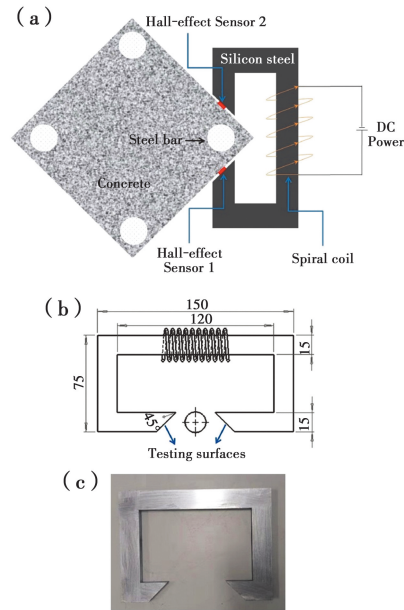 (a)
Hall-effect Sensor 2
Silicon steel
Steel bar
DC
Power
Concrete
Hall-effect
Sensor 1
Spiral coil
(b)
150
120
15
75
45°
15
Testing surfaces
(c)